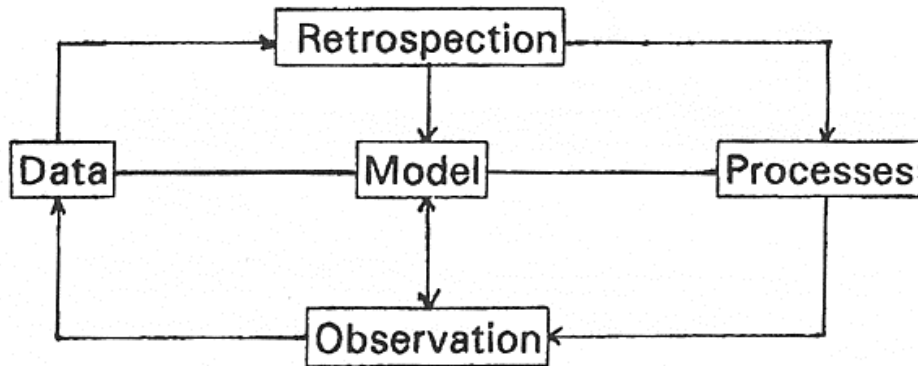 Retrospection
Data
Model
Processes
Observation